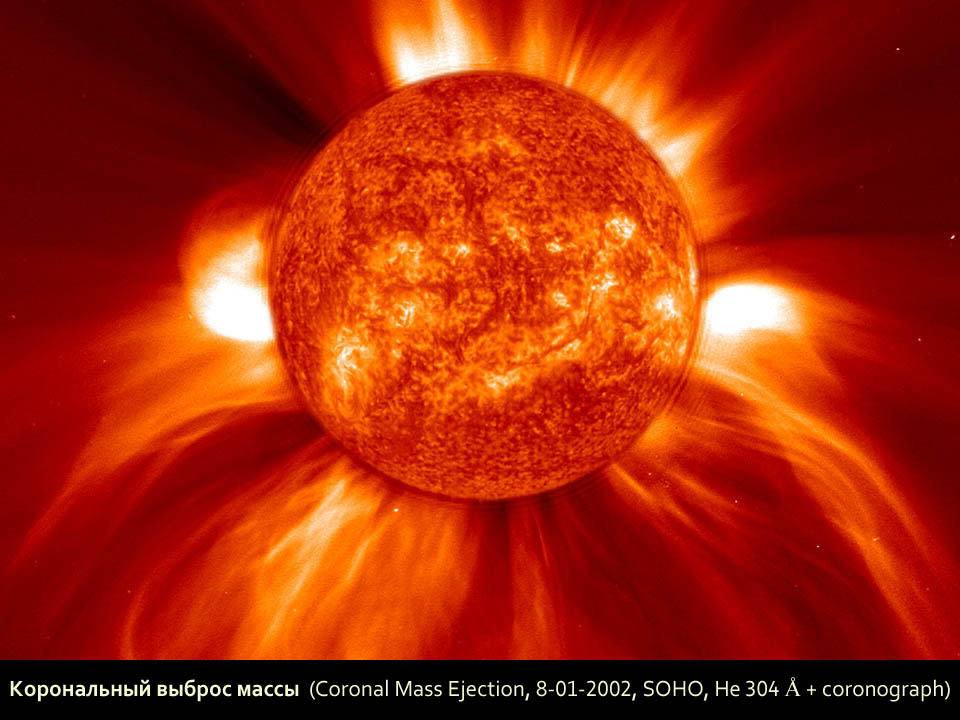 Корональный выброс массы (Coronal Mass Ejection, 8-01-2002, SOHO, He 304 Å + coronograph)